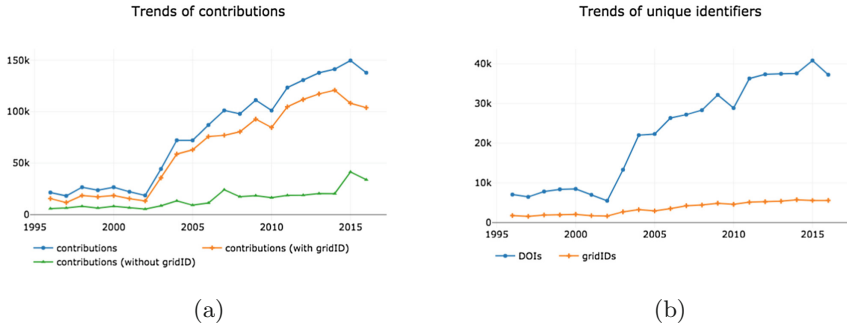 Trends of contributions
150k
100k
50k
0
1995
2000
2005
2010
2015
contributions
contributions (with gridID)
contributions (without gridID)
(a)
Trends of unique identifiers
40k
30k
20k
10k
0
1995
2000
2005
2010
2015
DOIs
gridIDs
(b)